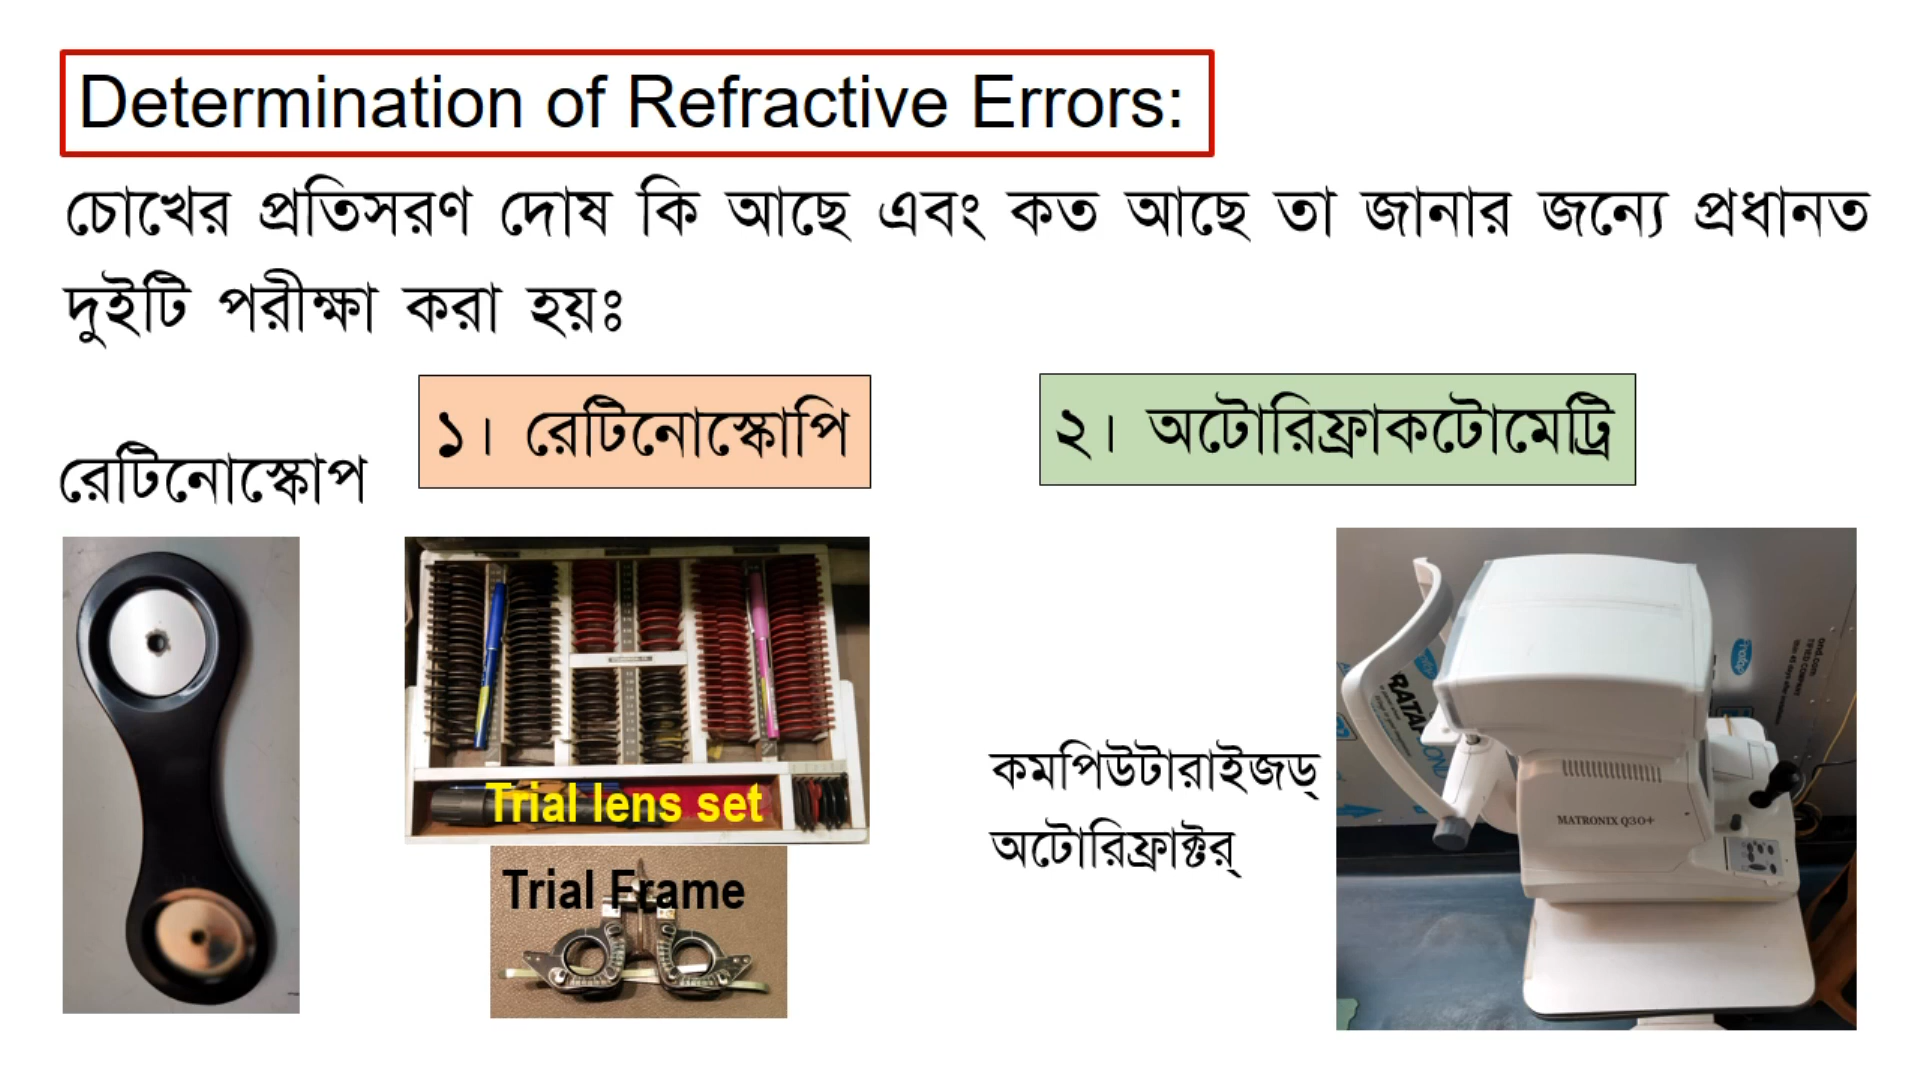 Determination of Refractive Errors:
চোখের প্রতিসরণ দোষ কি আছে এবং কত আছে তা জানার জন্যে প্রধানত
দুইটি পরীক্ষা করা হয়ঃ
১। রেটিনোস্কোপি
২। অটোরিফ্রাকটোমেট্রি
রেটিনোস্কোপ
Trial lens set
Trial Frame
কমপিউটারাইজড্
অটোরিফ্রাক্টর্
MATRONIX Q30+